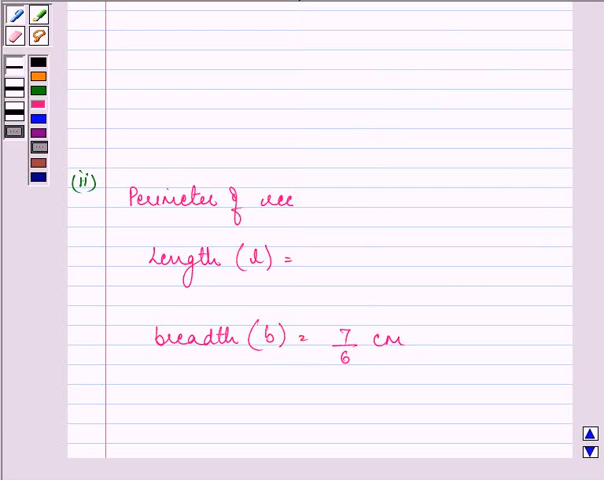 (ii)
Perimeter of rec
Length (l) =
breadth (b) = 7/6 cm